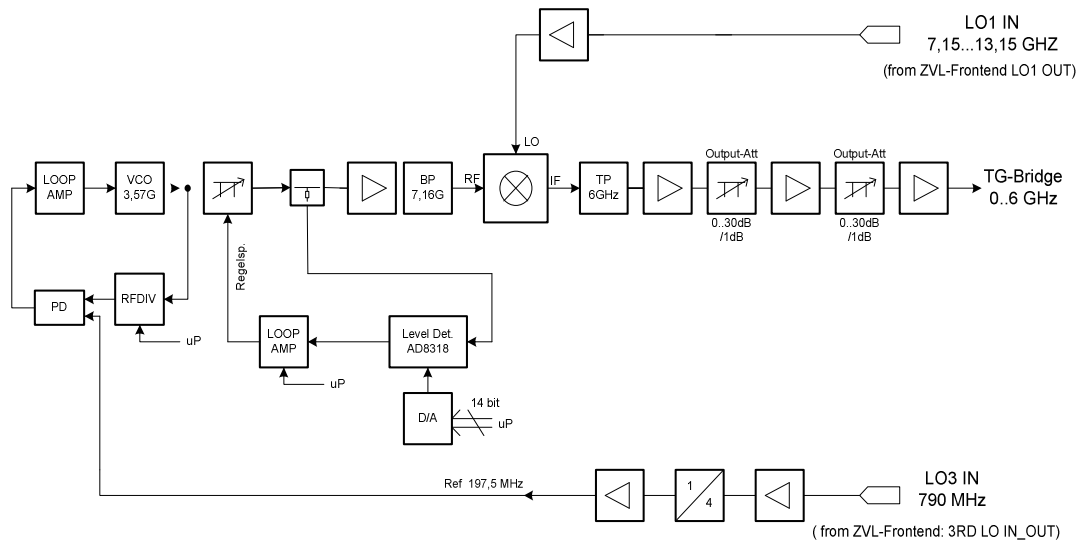 LO1 IN
7,15...13,15 GHZ
(from ZVL-Frontend LO1 OUT)
LO
LOOP
AMP
VCO
3,57G
BP
7,16G
RF
IF
TP
6GHz
Output-Att
0..30dB
/1dB
Output-Att
0..30dB
/1dB
TG-Bridge
0..6 GHz
Regelsp.
PD
RFDIV
uP
LOOP
AMP
uP
Level Det.
AD8318
D/A
14 bit
uP
Ref 197,5 MHz
1
4
LO3 IN
790 MHz
( from ZVL-Frontend: 3RD LO IN_OUT)